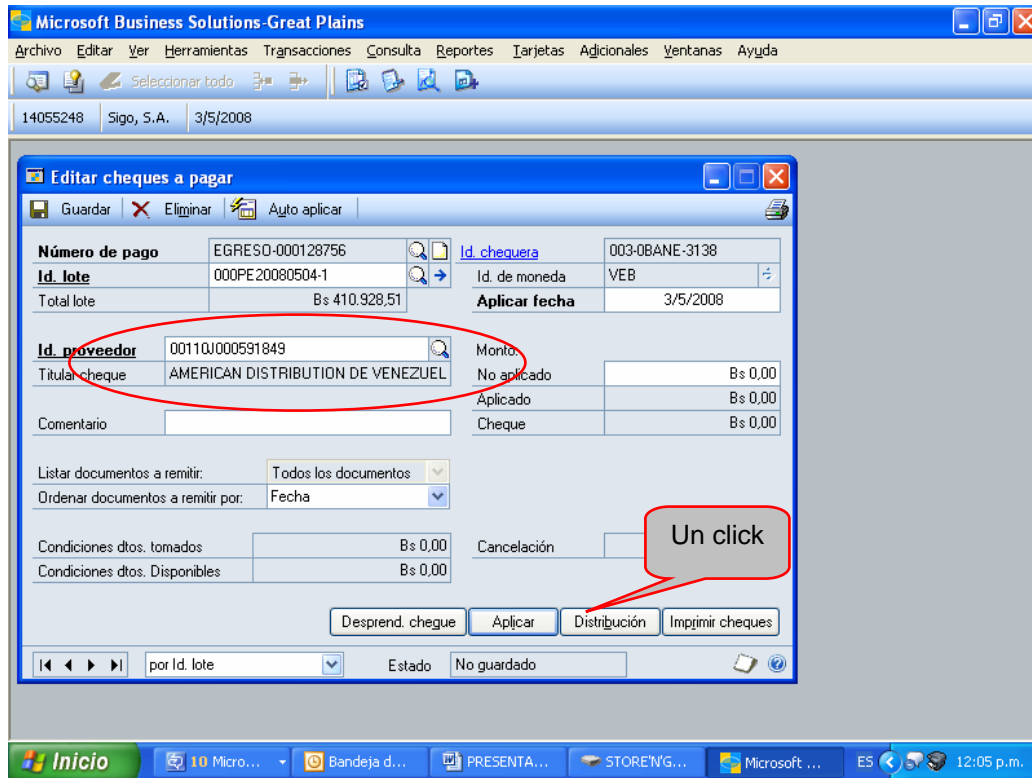 Microsoft Business Solutions-Great Plains
Archivo Editar Ver Herramientas Transacciones Consulta Reportes Tarjetas Adicionales Ventanas Ayuda
Seleccionar todo
14055248 Sigo, S.A. 3/5/2008
Editar cheques a pagar
Guardar Eliminar Auto aplicar
Número de pago EGRESO-000128756 Id. chequera 003-0BANE-3138
Id. lote 000PE20080504-1 Id. de moneda VEB
Total lote Bs 410.928,51 Aplicar fecha 3/5/2008
Id. proveedor 00110J000591849 Monto:
Titular cheque AMERICAN DISTRIBUTION DE VENEZUEL No aplicado Bs 0,00
Aplicado Bs 0,00
Comentario Cheque Bs 0,00
Listar documentos a remitir: Todos los documentos
Ordenar documentos a remitir por: Fecha
Un click
Condiciones dtos. tomados Bs 0,00 Cancelación
Condiciones dtos. Disponibles Bs 0,00
Desprend. cheque Aplicar Distribución Imprimir cheques
por Id. lote Estado No guardado
Inicio 10 Micro... Bandeja d... PRESENTA... STORE'N'G... Microsoft ... ES 12:05 p.m.